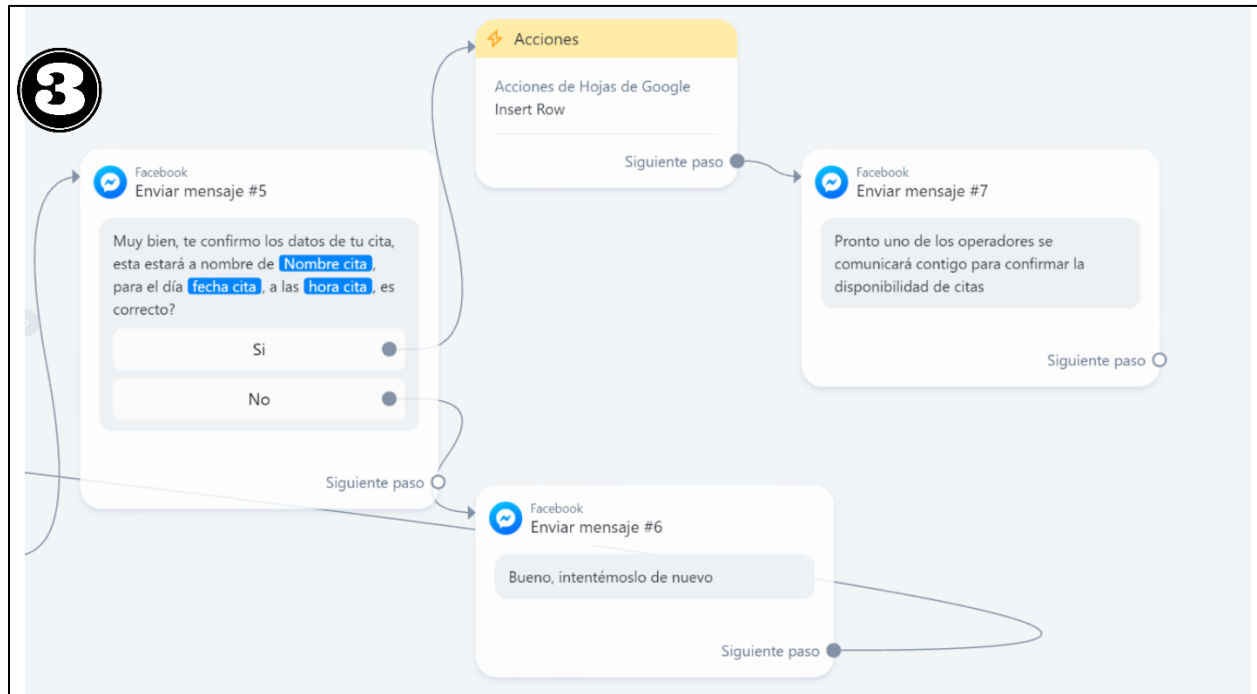 3
Acciones
Acciones de Hojas de Google
Insert Row
Siguiente paso
Facebook
Enviar mensaje #5
Muy bien, te confirmo los datos de tu cita,
esta estará a nombre de Nombre cita,
para el día fecha cita, a las hora cita, es
correcto?
Si
No
Siguiente paso
Facebook
Enviar mensaje #7
Pronto uno de los operadores se
comunicará contigo para confirmar la
disponibilidad de citas
Siguiente paso
Facebook
Enviar mensaje #6
Bueno, intentémoslo de nuevo
Siguiente paso